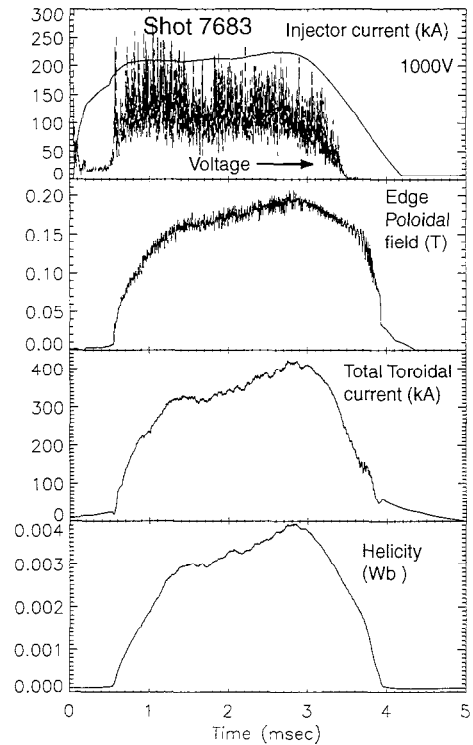 300
Shot 7683
Injector current (kA)
250
200
1000V
150
100
50
Voltage
0
0.20
Edge
Poloidal
field (T)
0.15
0.10
0.05
0.00
400
Total Toroidal
current (kA)
300
200
100
0
0.004
Helicity
(Wb )
0.003
0.002
0.001
0.000
0 1 2 3 4 5
Time (msec)